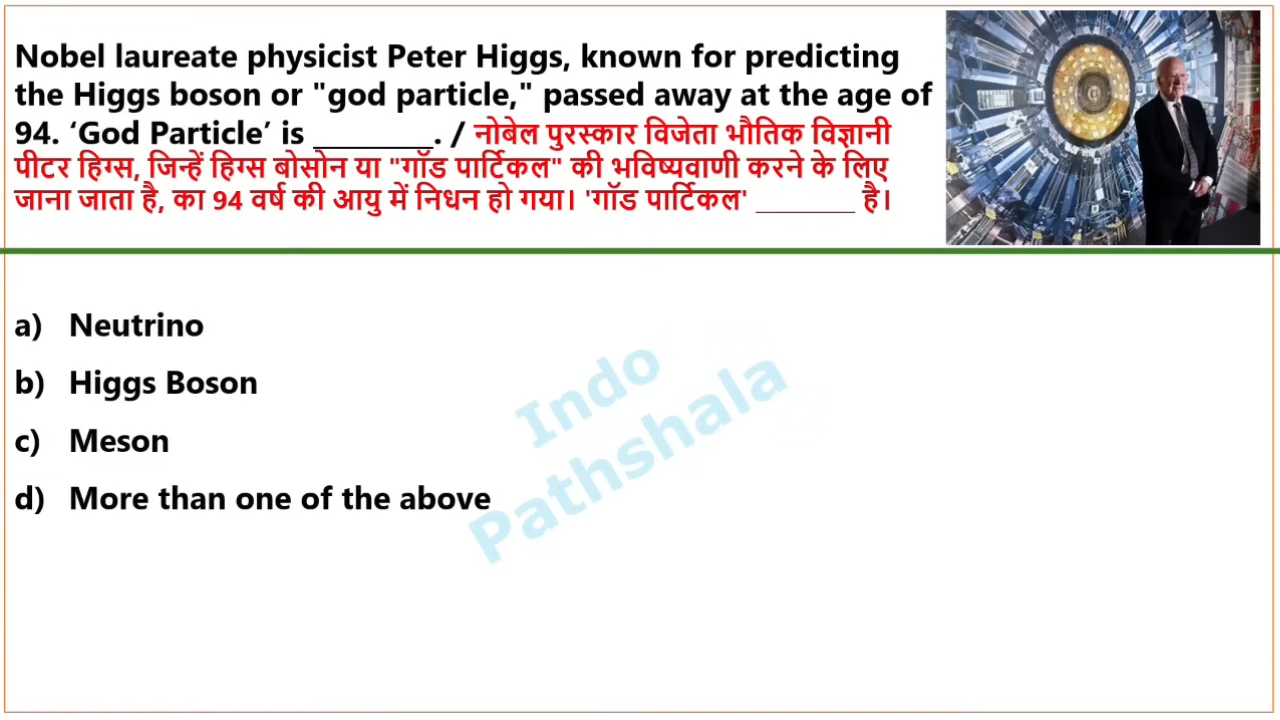 Nobel laureate physicist Peter Higgs, known for predicting
the Higgs boson or "god particle," passed away at the age of
94. ‘God Particle’ is ________. / नोबेल पुरस्कार विजेता भौतिक विज्ञानी
पीटर हिग्स, जिन्हें हिग्स बोसोन या "गॉड पार्टिकल" की भविष्यवाणी करने के लिए
जाना जाता है, का 94 वर्ष की आयु में निधन हो गया। 'गॉड पार्टिकल' ________ है।
a) Neutrino
b) Higgs Boson
c) Meson
d) More than one of the above
Indo
Pathshala